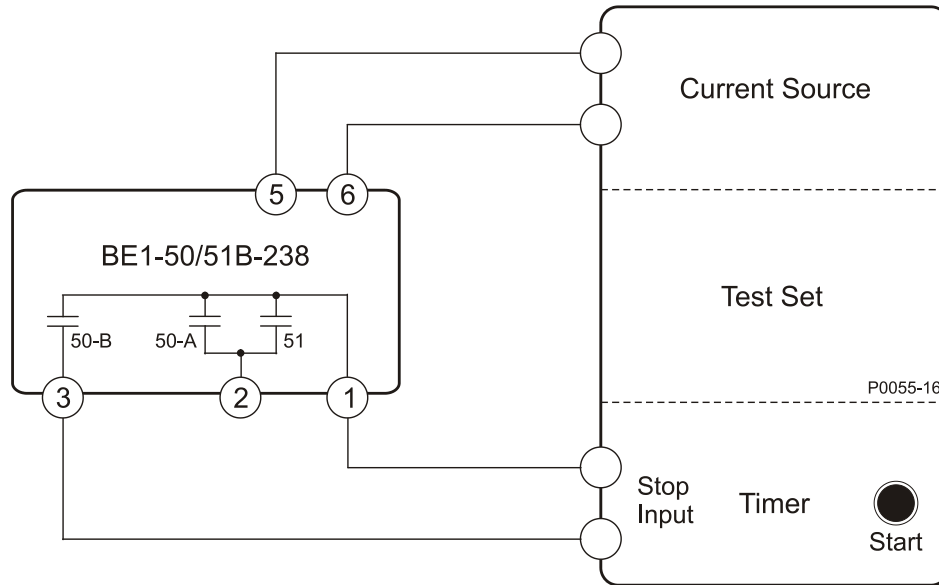 Current Source
5
6
BE1-50/51B-238
Test Set
50-B
50-A
51
P0055-16
3
2
1
Stop
Input
Timer
Start